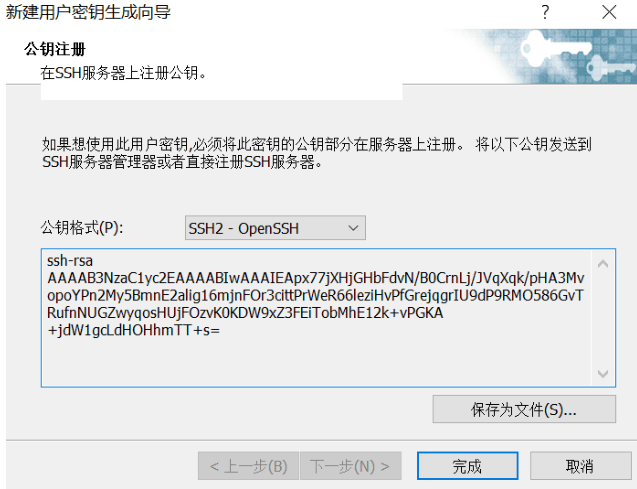 新建用户密钥生成向导
?
公钥注册
在SSH服务器上注册公钥。
如果想使用此用户密钥,必须将此密钥的公钥部分在服务器上注册。 将以下公钥发送到
SSH服务器管理器或者直接注册SSH服务器。
公钥格式(P):
SSH2 - OpenSSH
ssh-rsa
AAAAB3NzaC1yc2EAAAABIwAAAIEApx77jXHjGHbFdvN/B0CrnLj/JVqXqk/pHA3Mv
opoYPn2My5BmnE2alig16mjnFOr3cittPrWeR66leziHvPfGrejqgrIU9dP9RMO586GvT
RufnNUGZwyqosHUjFOzvK0KDW9xZ3FEiTobMhE12k+vPGKA
+jdW1gcLdHOHhmTT+s=
保存为文件(S)...
< 上一步(B)
下一步(N) >
完成
取消